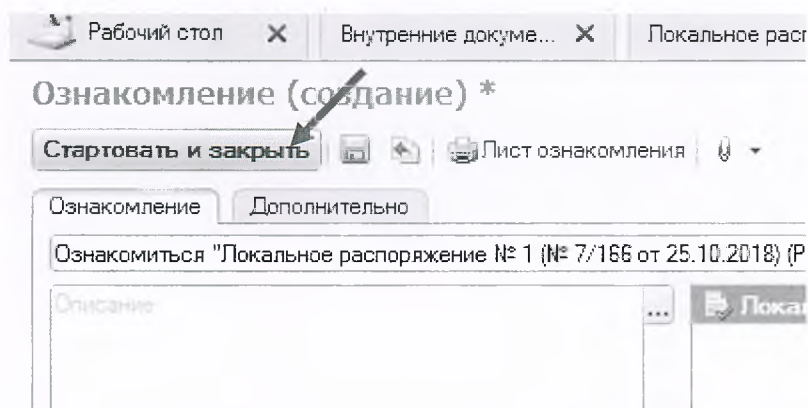 Рабочий стол Внутренние докуме... Локальное расп
Ознакомление (создание) *
Стартовать и закрыть Лист ознакомления
Ознакомление Дополнительно
Ознакомиться "Локальное распоряжение № 1 (№ 7/166 от 25.10.2018) (Р
Описание ... Лока